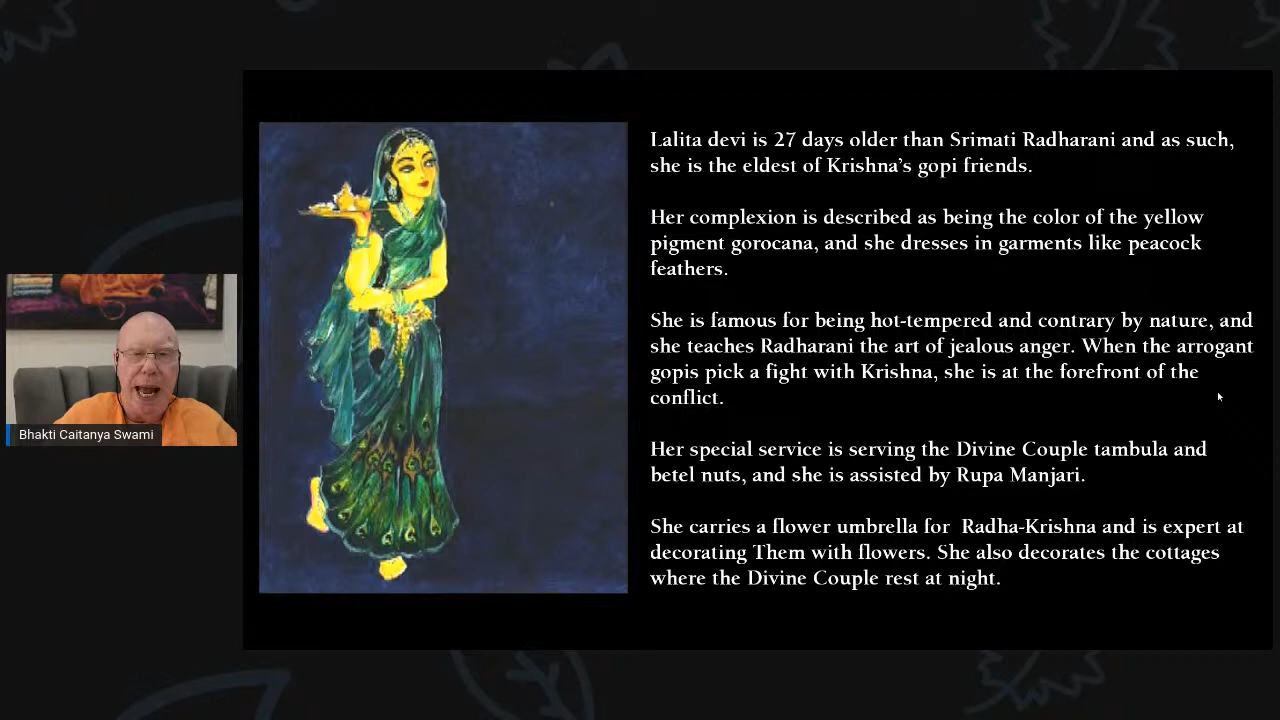 Lalita devi is 27 days older than Srimati Radharani and as such,
she is the eldest of Krishna's gopi friends.
Her complexion is described as being the color of the yellow
pigment gorocana, and she dresses in garments like peacock
feathers.
She is famous for being hot-tempered and contrary by nature, and
she teaches Radharani the art of jealous anger. When the arrogant
gopis pick a fight with Krishna, she is at the forefront of the
conflict.
Her special service is serving the Divine Couple tambula and
betel nuts, and she is assisted by Rupa Manjari.
She carries a flower umbrella for  Radha-Krishna and is expert at
decorating Them with flowers. She also decorates the cottages
where the Divine Couple rest at night.
Bhakti Caitanya Swami